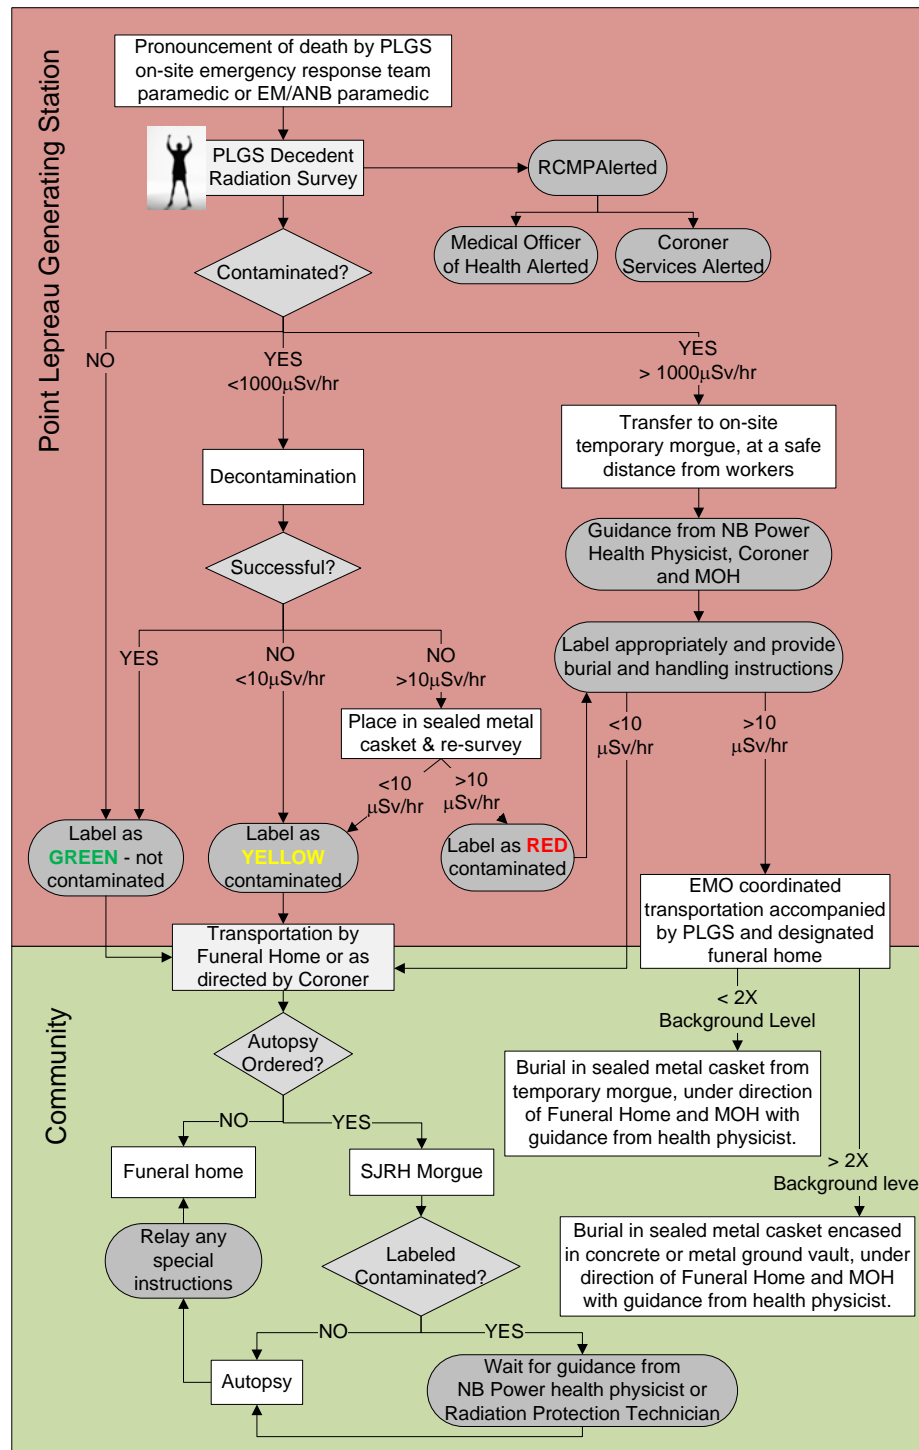 Point Lepreau Generating Station
Pronouncement of death by PLGS
on-site emergency response team
paramedic or EM/ANB paramedic
PLGS Decedent
Radiation Survey
RCMPAlerted
Medical Officer
of Health Alerted
Coroner
Services Alerted
Contaminated?
NO
YES
<1000μSv/hr
YES
> 1000μSv/hr
Transfer to on-site
temporary morgue, at a safe
distance from workers
Decontamination
Guidance from NB Power
Health Physicist, Coroner
and MOH
Successful?
Label appropriately and provide
burial and handling instructions
YES
NO
<10μSv/hr
NO
>10μSv/hr
Place in sealed metal
casket & re-survey
<10
μSv/hr
>10
μSv/hr
<10
μSv/hr
>10
μSv/hr
Label as
GREEN - not
contaminated
Label as
YELLOW
contaminated
Label as RED
contaminated
EMO coordinated
transportation accompanied
by PLGS and designated
funeral home
Transportation by
Funeral Home or as
directed by Coroner
Community
< 2X
Background Level
Autopsy
Ordered?
Burial in sealed metal casket from
temporary morgue, under direction
of Funeral Home and MOH with
guidance from health physicist.
NO
YES
Funeral home
SJRH Morgue
> 2X
Background level
Relay any
special
instructions
Labeled
Contaminated?
Burial in sealed metal casket encased
in concrete or metal ground vault, under
direction of Funeral Home and MOH
with guidance from health physicist.
NO
YES
Autopsy
Wait for guidance from
NB Power health physicist or
Radiation Protection Technician